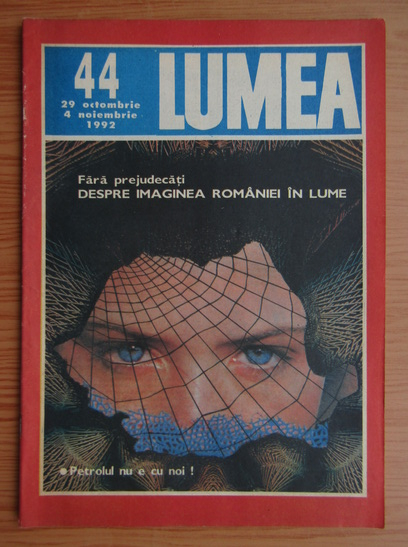 44
29 octombrie
4 noiembrie
1992
LUMEA
Fără prejudecăți
DESPRE IMAGINEA ROMÂNIEI ÎN LUME
● Petrolul nu e cu noi !